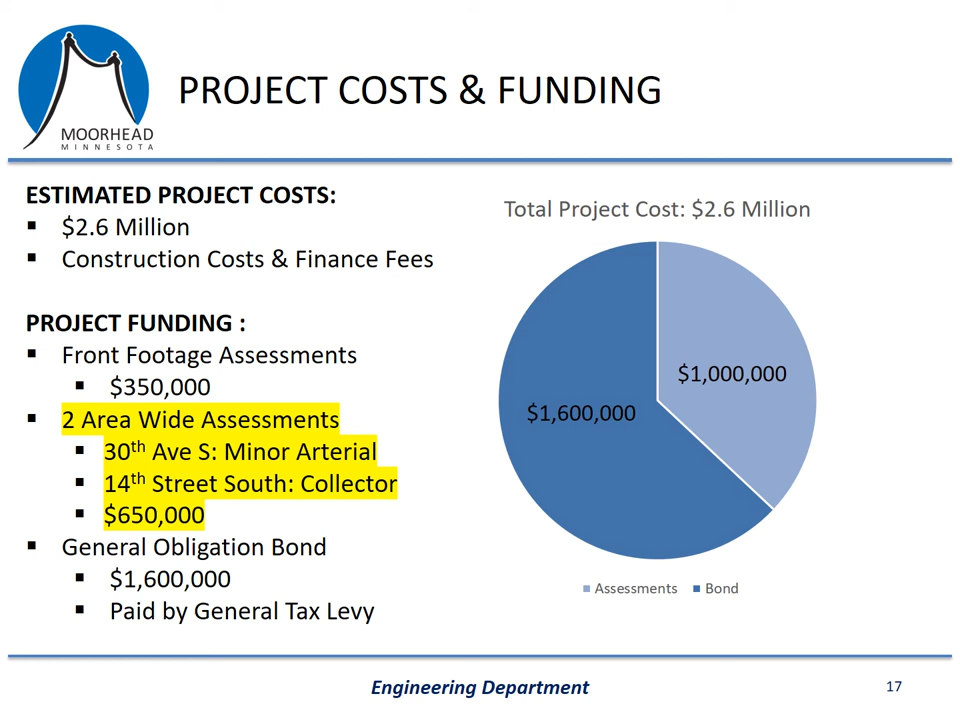 MOORHEAD
MINNESOTA
PROJECT COSTS & FUNDING
ESTIMATED PROJECT COSTS:
▪ $2.6 Million
▪ Construction Costs & Finance Fees
PROJECT FUNDING :
▪ Front Footage Assessments
▪ $350,000
▪ 2 Area Wide Assessments
▪ 30th Ave S: Minor Arterial
▪ 14th Street South: Collector
▪ $650,000
▪ General Obligation Bond
▪ $1,600,000
▪ Paid by General Tax Levy
Total Project Cost: $2.6 Million
$1,000,000
$1,600,000
Assessments Bond
Engineering Department
17